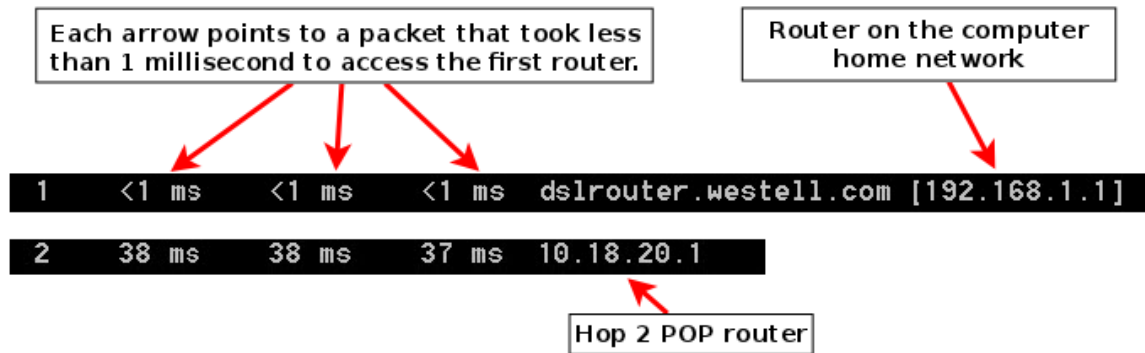 Each arrow points to a packet that took less
than 1 millisecond to access the first router.
Router on the computer
home network
1 <1 ms <1 ms <1 ms dslrouter.westell.com [192.168.1.1]
2 38 ms 38 ms 37 ms 10.18.20.1
Hop 2 POP router